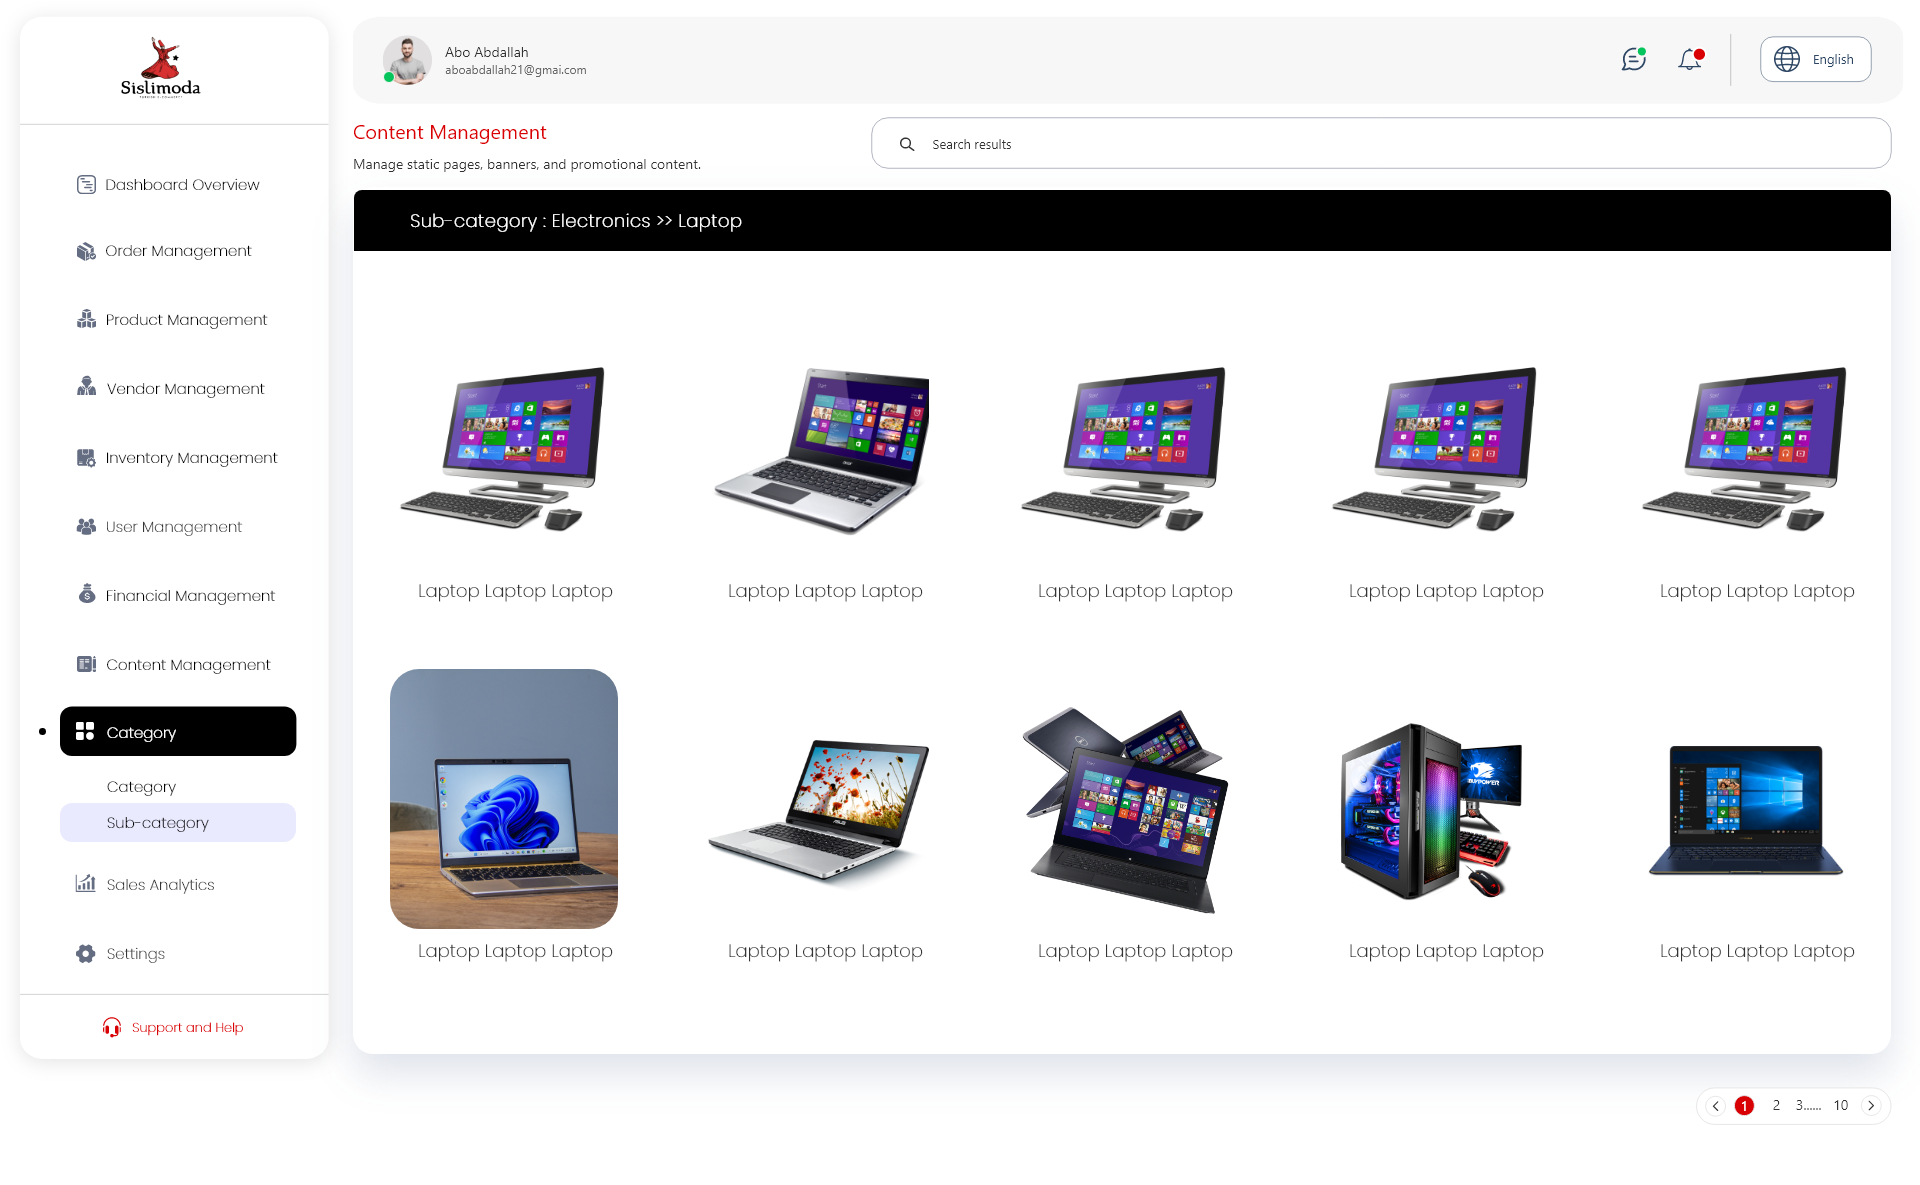 Sislimoda
Dashboard Overview
Order Management
Product Management
Vendor Management
Inventory Management
User Management
Financial Management
Content Management
Category
Category
Sub-category
Sales Analytics
Settings
Support and Help
Abo Abdallah
aboabdallah21@gmai.com
English
Content Management
Manage static pages, banners, and promotional content.
Search results
Sub-category : Electronics >> Laptop
Laptop Laptop Laptop
Laptop Laptop Laptop
Laptop Laptop Laptop
Laptop Laptop Laptop
Laptop Laptop Laptop
Laptop Laptop Laptop
Laptop Laptop Laptop
Laptop Laptop Laptop
Laptop Laptop Laptop
Laptop Laptop Laptop
1 2 3...... 10